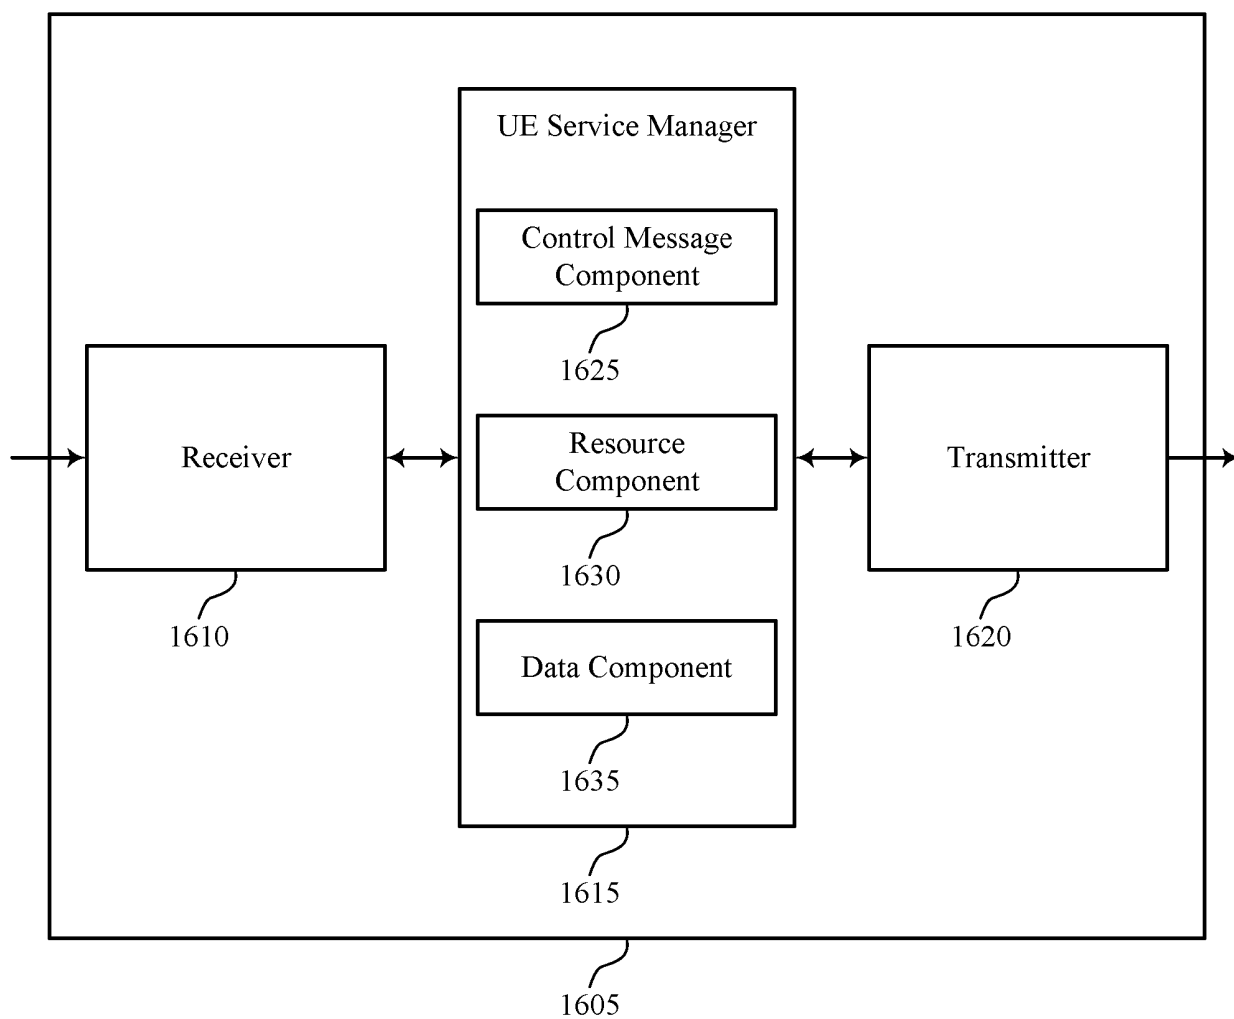 UE Service Manager
Control Message
Component
1625
Receiver
1610
Resource
Component
1630
Transmitter
1620
Data Component
1635
1615
1605